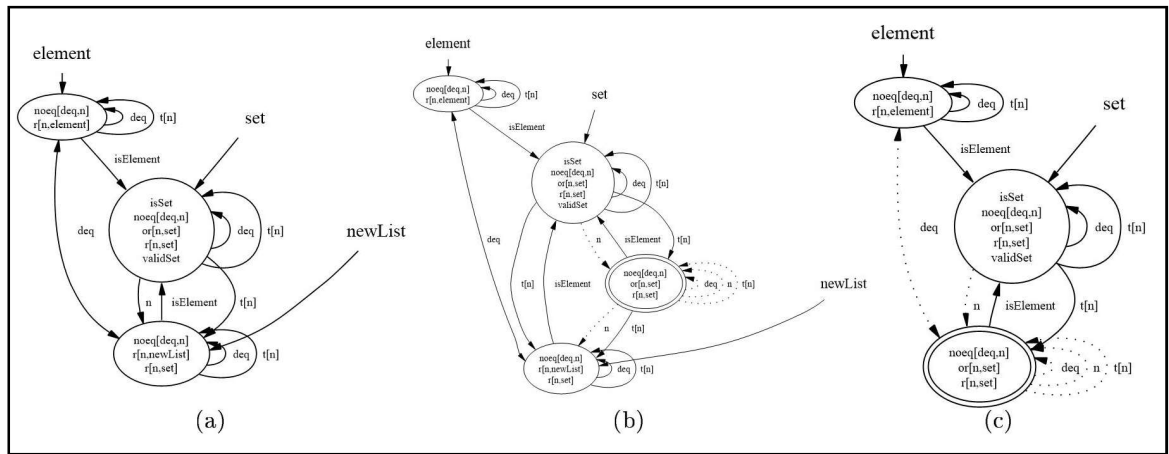 element
noeq[deq,n]
r[n,element]
deq
t[n]
set
isElement
isSet
noeq[deq,n]
or[n,set]
r[n,set]
validSet
deq
t[n]
deq
newList
n
isElement
t[n]
noeq[deq,n]
r[n,newList]
r[n,set]
deq
t[n]
(a)
element
noeq[deq,n]
r[n,element]
deq
t[n]
set
isElement
isSet
noeq[deq,n]
or[n,set]
r[n,set]
validSet
deq
t[n]
deq
n
isElement
t[n]
noeq[deq,n]
or[n,set]
r[n,set]
deq
n
t[n]
t[n]
isElement
newList
n
t[n]
noeq[deq,n]
r[n,newList]
r[n,set]
deq
t[n]
(b)
element
noeq[deq,n]
r[n,element]
deq
t[n]
set
isElement
isSet
noeq[deq,n]
or[n,set]
r[n,set]
validSet
deq
t[n]
deq
n
isElement
t[n]
noeq[deq,n]
or[n,set]
r[n,set]
deq
n
t[n]
(c)